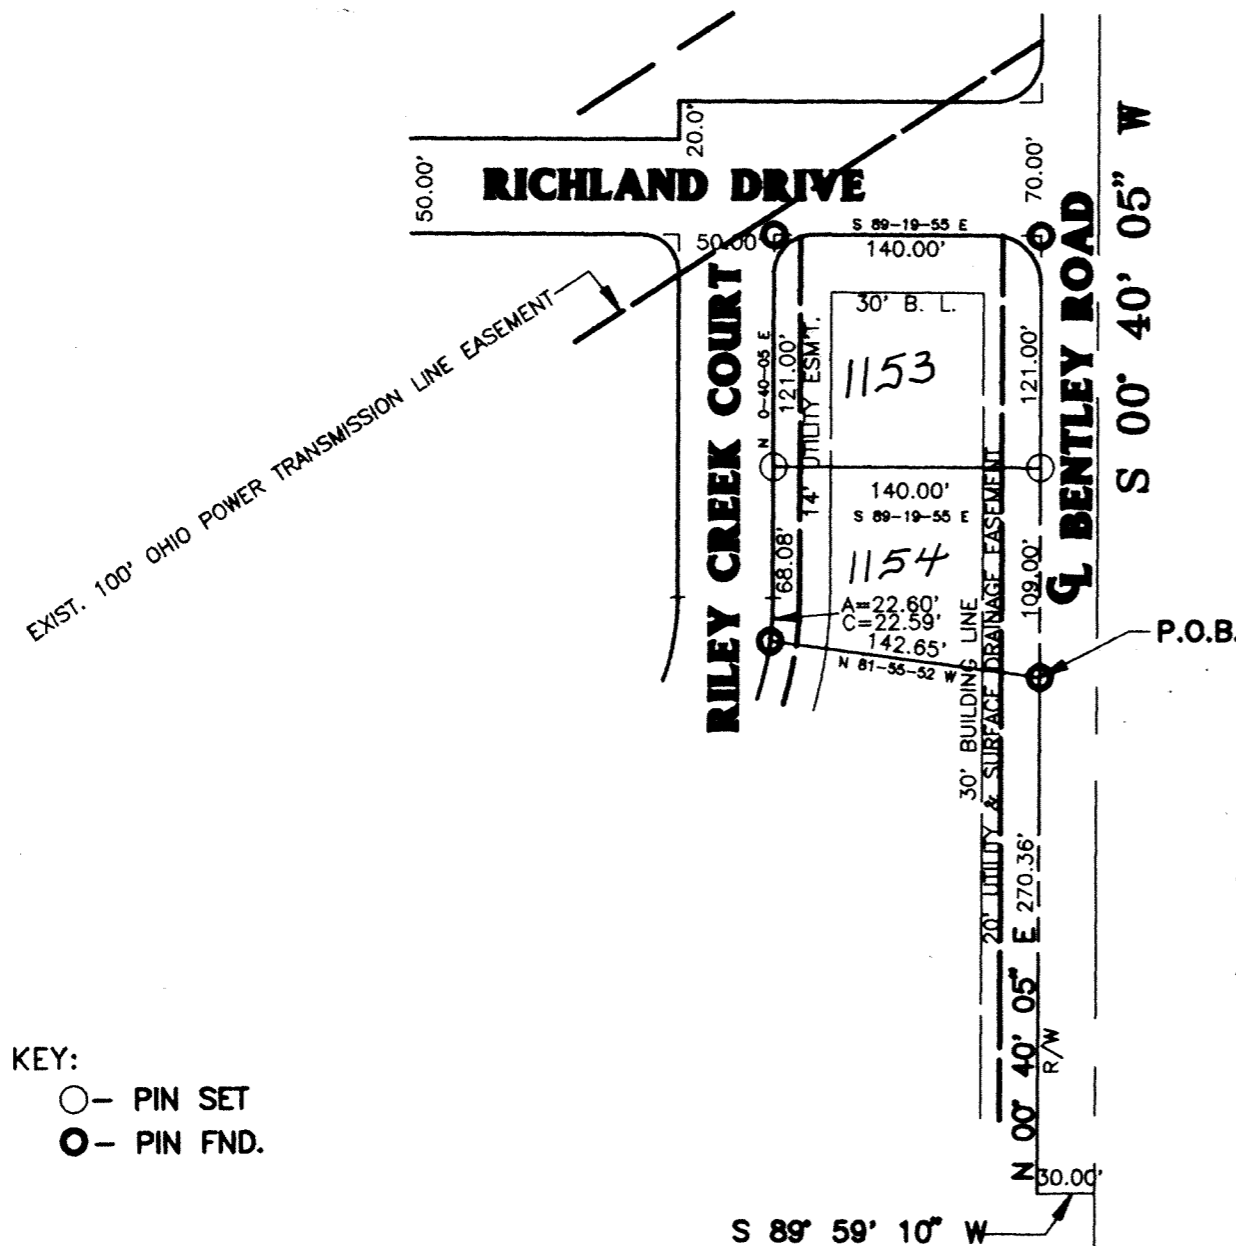 20.0'
50.00'
RICHLAND DRIVE
70.00'
S 00° 40' 05" W
S 89-19-55 E
50.00'
140.00'
30' B. L.
EXIST. 100' OHIO POWER TRANSMISSION LINE EASEMENT
RILEY CREEK COURT
N 0-40-05 E
121.00'
14' UTILITY ESM'T.
1153
121.00'
℄ BENTLEY ROAD
140.00'
S 89-19-55 E
68.08'
1154
109.00'
A=22.60'
C=22.59'
142.65'
N 81-55-52 W
P.O.B.
30' BUILDING LINE
20' UTILITY & SURFACE DRAINAGE EASEMENT
N 00° 40' 05" E 270.36'
R/W
KEY:
– PIN SET
– PIN FND.
30.00'
S 89° 59' 10" W